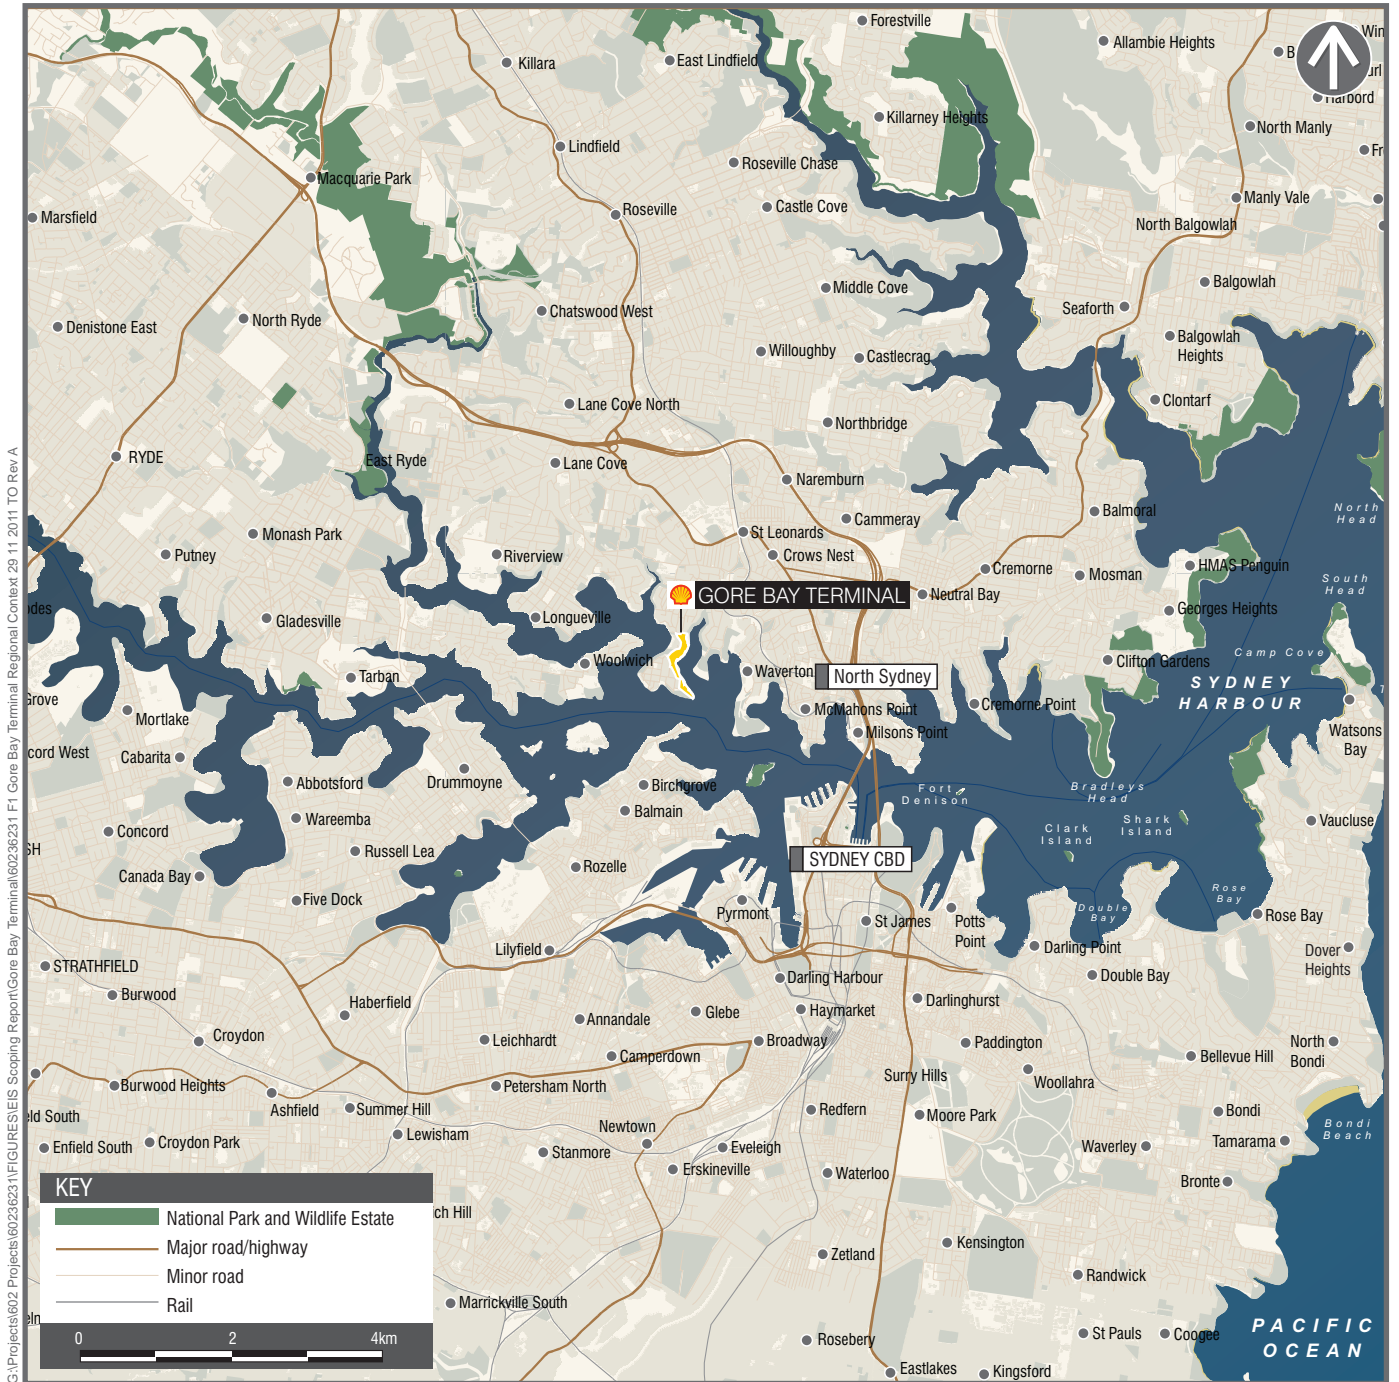 Forestville
Allambie Heights
Killara
East Lindfield
Harbord
Killarney Heights
North Manly
Lindfield
Roseville Chase
Macquarie Park
Manly Vale
Castle Cove
Roseville
Marsfield
North Balgowlah
Balgowlah
Middle Cove
Seaforth
Chatswood West
North Ryde
Denistone East
Balgowlah
Heights
Willoughby
Castlecrag
Clontarf
Lane Cove North
Northbridge
RYDE
East Ryde
Lane Cove
Naremburn
North
Head
Balmoral
Cammeray
St Leonards
Monash Park
Putney
Riverview
Crows Nest
HMAS Penguin
Cremorne
Mosman
South
Head
GORE BAY TERMINAL
Neutral Bay
Georges Heights
Longueville
Gladesville
Camp Cove
Woolwich
Clifton Gardens
Waverton
North Sydney
Tarban
SYDNEY
HARBOUR
Cremorne Point
McMahons Point
Mortlake
Milsons Point
Watsons
Bay
cord West
Cabarita
Drummoyne
Abbotsford
Birchgrove
Fort
Denison
Bradleys
Head
Balmain
Wareemba
Shark
Island
Vaucluse
Clark
Island
Concord
Russell Lea
SYDNEY CBD
Rozelle
Canada Bay
Rose
Bay
Five Dock
Pyrmont
Double
Bay
Rose Bay
St James
Potts
Point
Lilyfield
Darling Point
Dover
Heights
STRATHFIELD
Double Bay
Darling Harbour
Burwood
Haberfield
Darlinghurst
Glebe
Haymarket
Annandale
Croydon
Leichhardt
Broadway
Paddington
North
Bondi
Camperdown
Bellevue Hill
Surry Hills
Woollahra
Burwood Heights
Petersham North
Ashfield
Summer Hill
Redfern
Moore Park
Bondi
eld South
Newtown
Bondi
Beach
Lewisham
Croydon Park
Enfield South
Tamarama
Waverley
Eveleigh
Stanmore
Erskineville
Waterloo
Bronte
KEY
ich Hill
National Park and Wildlife Estate
Major road/highway
Minor road
Rail
Kensington
Zetland
Randwick
Marrickville South
PACIFIC
OCEAN
St Pauls
Coogee
Rosebery
0 2 4km
Eastlakes
Kingsford
G:\Projects\602 Projects\60236231\FIGURES\EIS Scoping Report\Gore Bay Terminal\60236231 F1 Gore Bay Terminal Regional Context 29 11 2011 TO Rev A